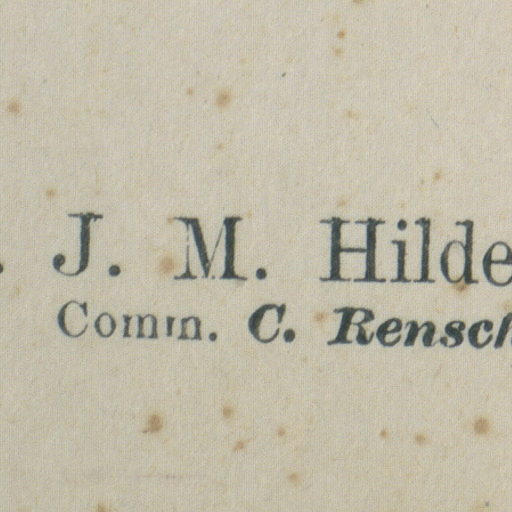 . J. M. Hilde
Comm. C. Rensch